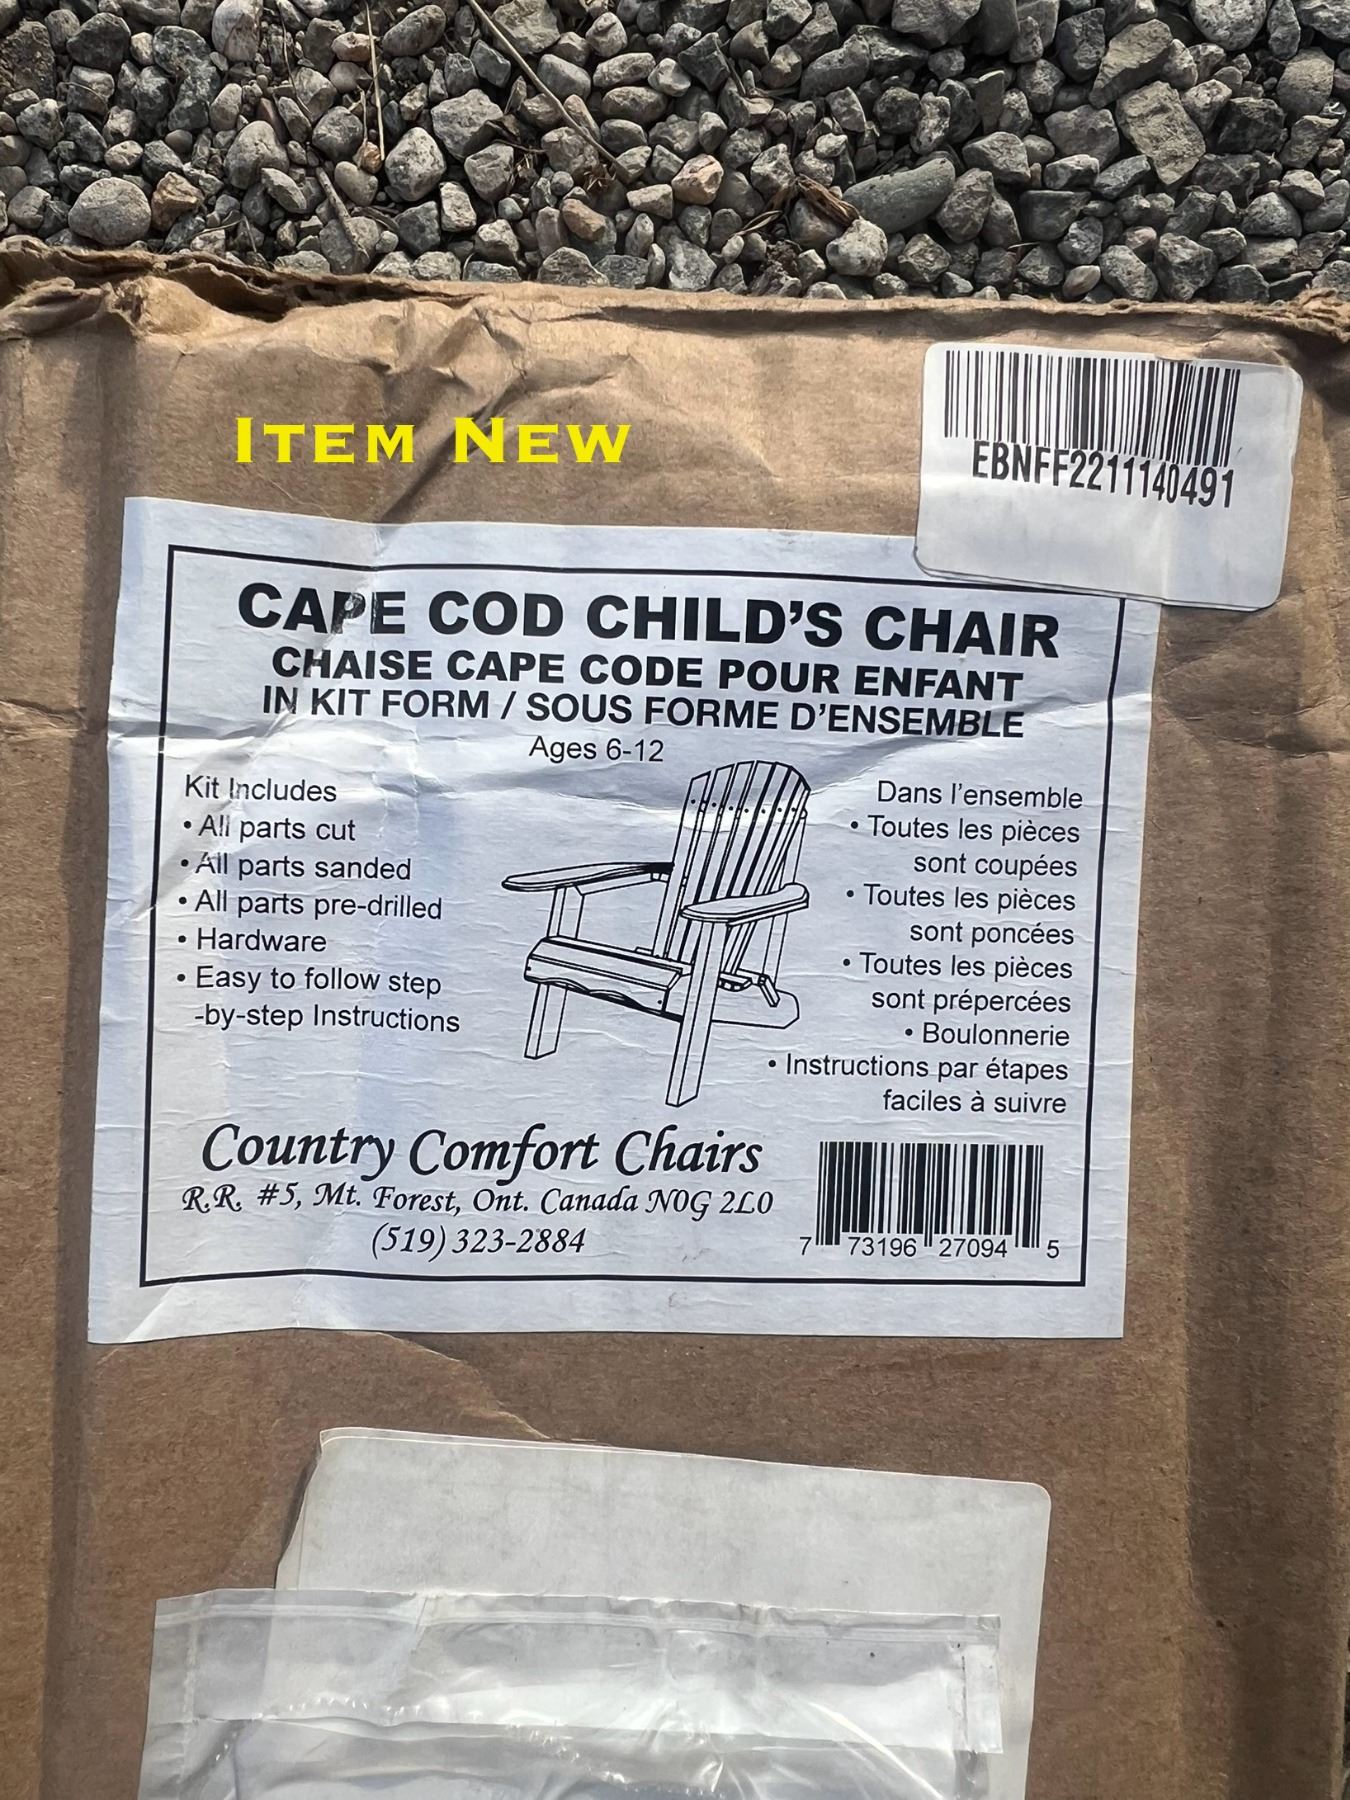 Item New
EBNFF2211140491
CAPE COD CHILD'S CHAIR
CHAISE CAPE CODE POUR ENFANT
IN KIT FORM / SOUS FORME D'ENSEMBLE
Ages 6-12
Kit Includes
• All parts cut
• All parts sanded
• All parts pre-drilled
• Hardware
• Easy to follow step
-by-step Instructions
Dans l'ensemble
• Toutes les pièces
sont coupées
• Toutes les pièces
sont poncées
• Toutes les pièces
sont prépercées
• Boulonnerie
• Instructions par étapes
faciles à suivre
Country Comfort Chairs
R.R. #5, Mt. Forest, Ont. Canada N0G 2L0
(519) 323-2884
7 73196 27094 5